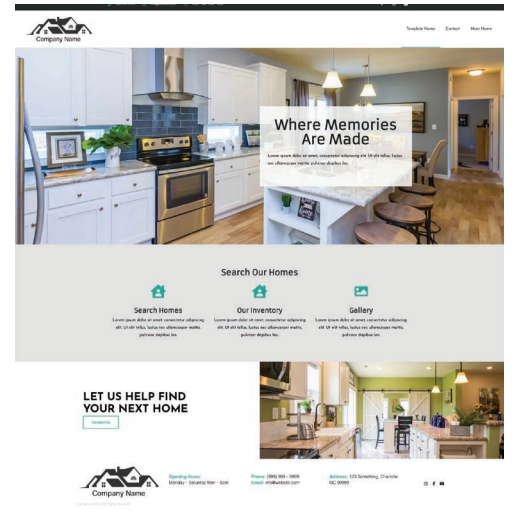 Company Name
Template Home Contact Main Home
Where Memories
Are Made
Lorem ipsum dolor sit amet, consectetur adipiscing elit. Ut elit tellus, luctus
nec ullamcorper mattis, pulvinar dapibus leo.
Search Our Homes
Search Homes
Lorem ipsum dolor sit amet, consectetur adipiscing
elit. Ut elit tellus, luctus nec ullamcorper mattis,
pulvinar dapibus leo.
Our Inventory
Lorem ipsum dolor sit amet, consectetur adipiscing
elit. Ut elit tellus, luctus nec ullamcorper mattis,
pulvinar dapibus leo.
Gallery
Lorem ipsum dolor sit amet, consectetur adipiscing
elit. Ut elit tellus, luctus nec ullamcorper mattis,
pulvinar dapibus leo.
LET US HELP FIND
YOUR NEXT HOME
Contact Us
Company Name
Opening Hours:
Monday - Saturday 9am - 5pm
Phone: (999) 999 - 9999
Email: info@website.com
Address: 123 Something, Charlotte
NC 99999